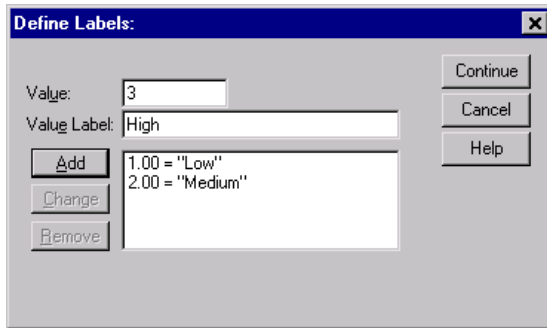 Define Labels:
Value: 3
Value Label: High
Add
Change
Remove
1.00 = "Low"
2.00 = "Medium"
Continue
Cancel
Help